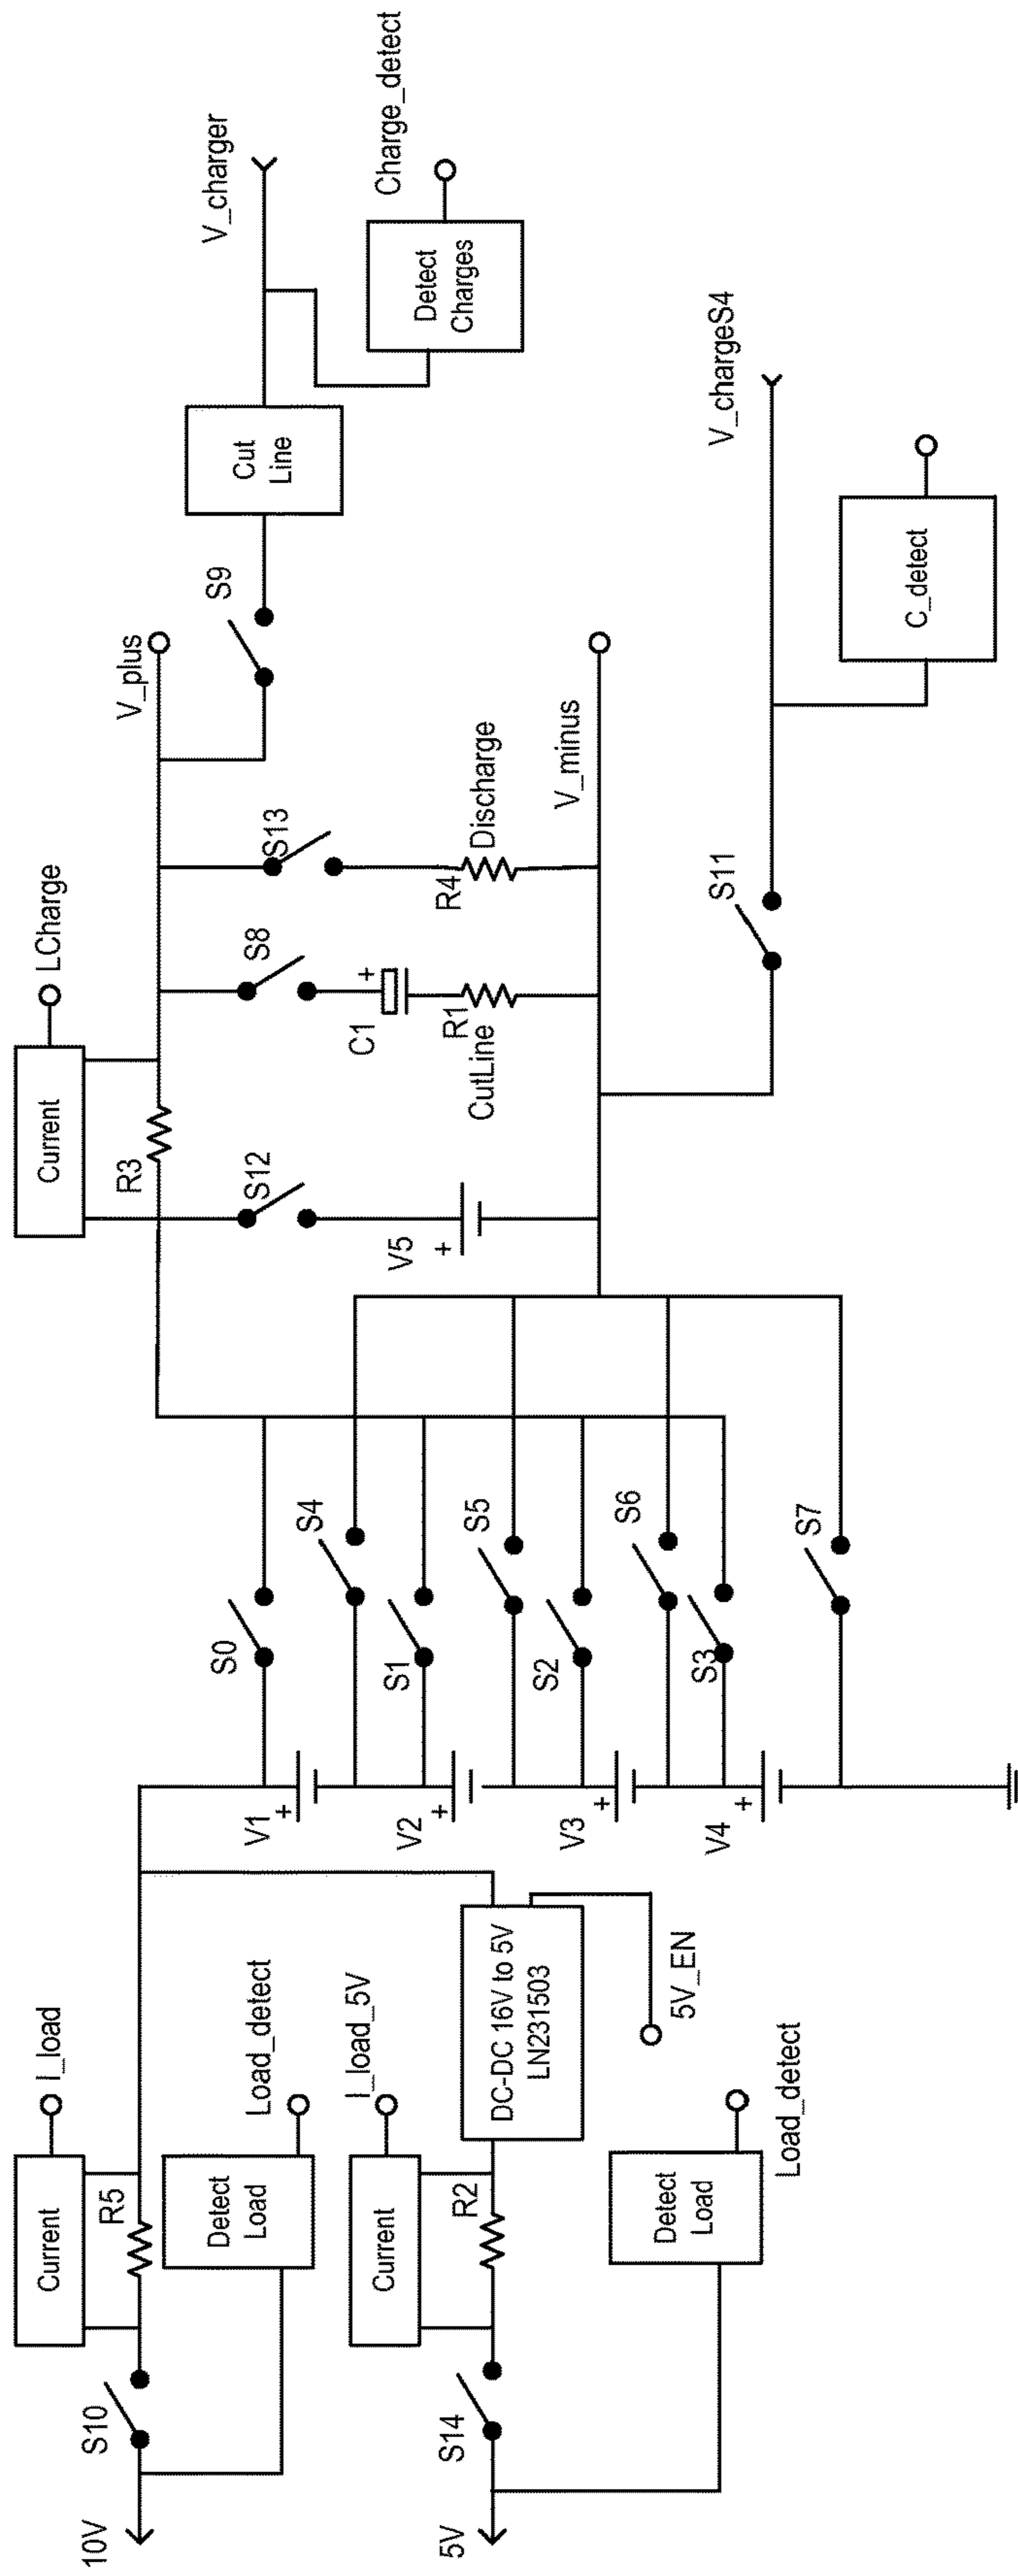 10V
S10
Current
R5
I_load
Detect
Load
Load_detect
5V
S14
Current
R2
I_load_5V
DC-DC 16V to 5V
LN231503
5V_EN
Detect
Load
Load_detect
V1
+
V2
+
V3
+
V4
+
S0
S4
S1
S5
S2
S6
S3
S7
Current
LCharge
R3
S12
V5
+
S8
C1
+
R1
CutLine
S13
R4
Discharge
V_plus
V_minus
S9
Cut
Line
V_charger
Detect
Charges
Charge_detect
S11
V_chargeS4
C_detect